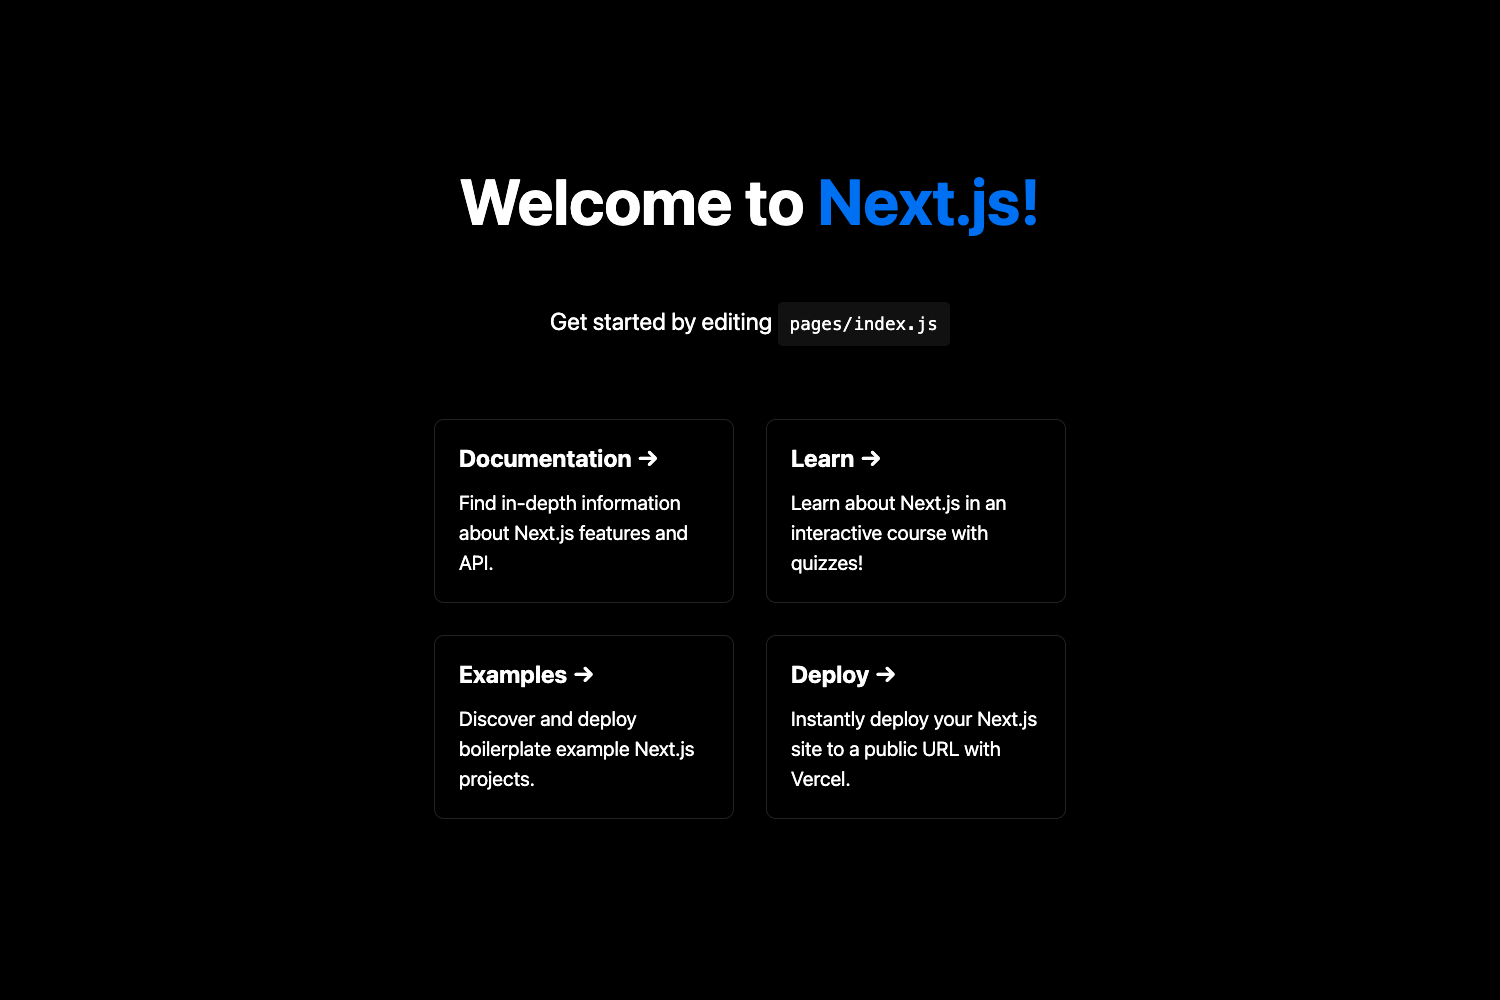 Welcome to Next.js!
Get started by editing pages/index.js
Documentation →
Find in-depth information
about Next.js features and
API.
Learn →
Learn about Next.js in an
interactive course with
quizzes!
Examples →
Discover and deploy
boilerplate example Next.js
projects.
Deploy →
Instantly deploy your Next.js
site to a public URL with
Vercel.